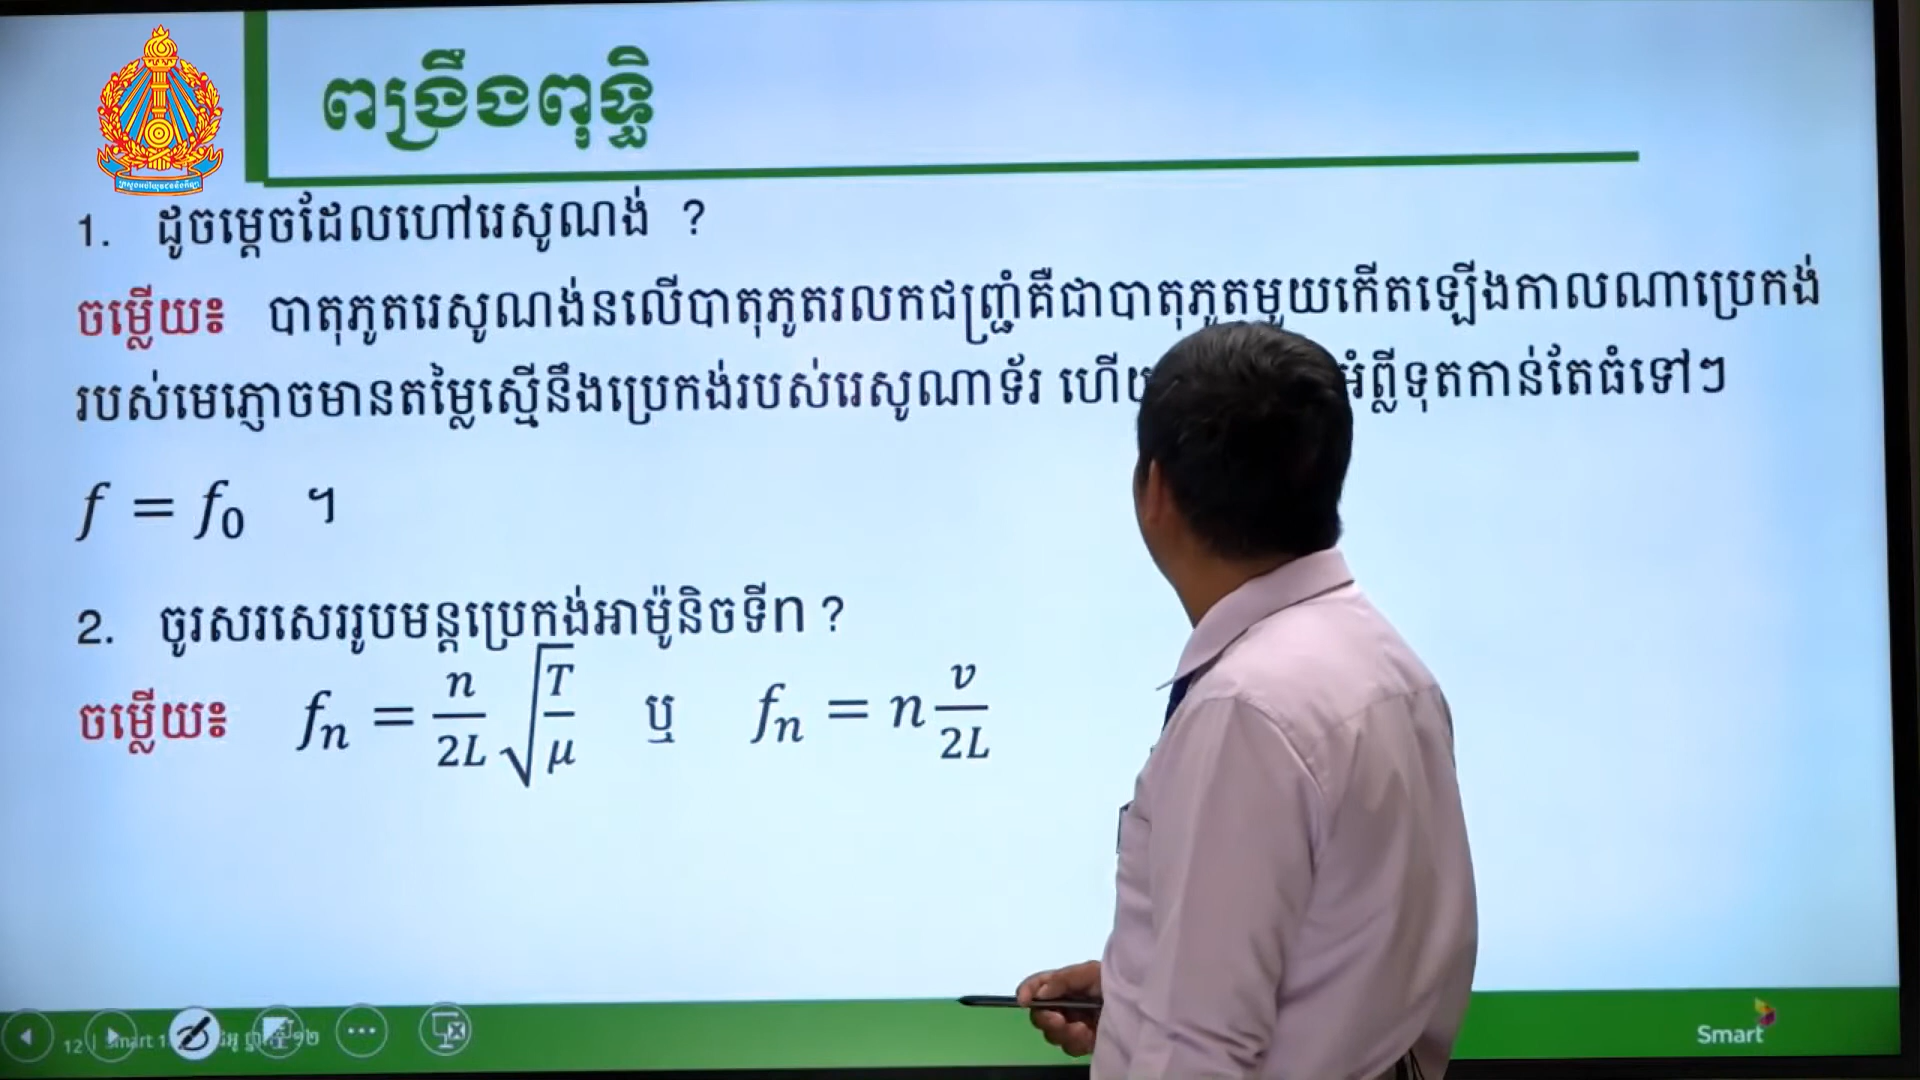 ពង្រឹងពុទ្ធិ
1. ដូចម្ដេចដែលហៅរេសូណង់ ?
ចម្លើយ៖ បាតុភូតរេសូណង់នលើបាតុភូតរលកជញ្ជ្រំគឺជាបាតុភូតមួយកើតឡើងកាលណាប្រេកង់
របស់មេភ្ញោចមានតម្លៃស្មើនឹងប្រេកង់របស់រេសូណាទ័រ ហើយ អំព្លីទុតកាន់តែធំទៅៗ
f = f₀ ។
2. ចូរសរសេររូបមន្តប្រេកង់អាម៉ូនិចទីn ?
ចម្លើយ៖ fₙ = n/2L √(T/μ) ឬ fₙ = n v/2L
12 | Smart
Smart